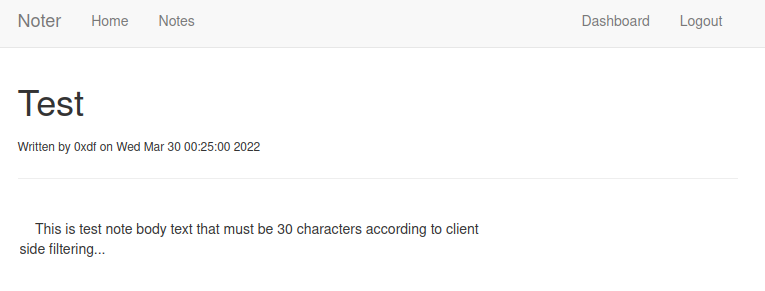 Noter Home Notes Dashboard Logout
Test
Written by 0xdf on Wed Mar 30 00:25:00 2022
This is test note body text that must be 30 characters according to client
side filtering...